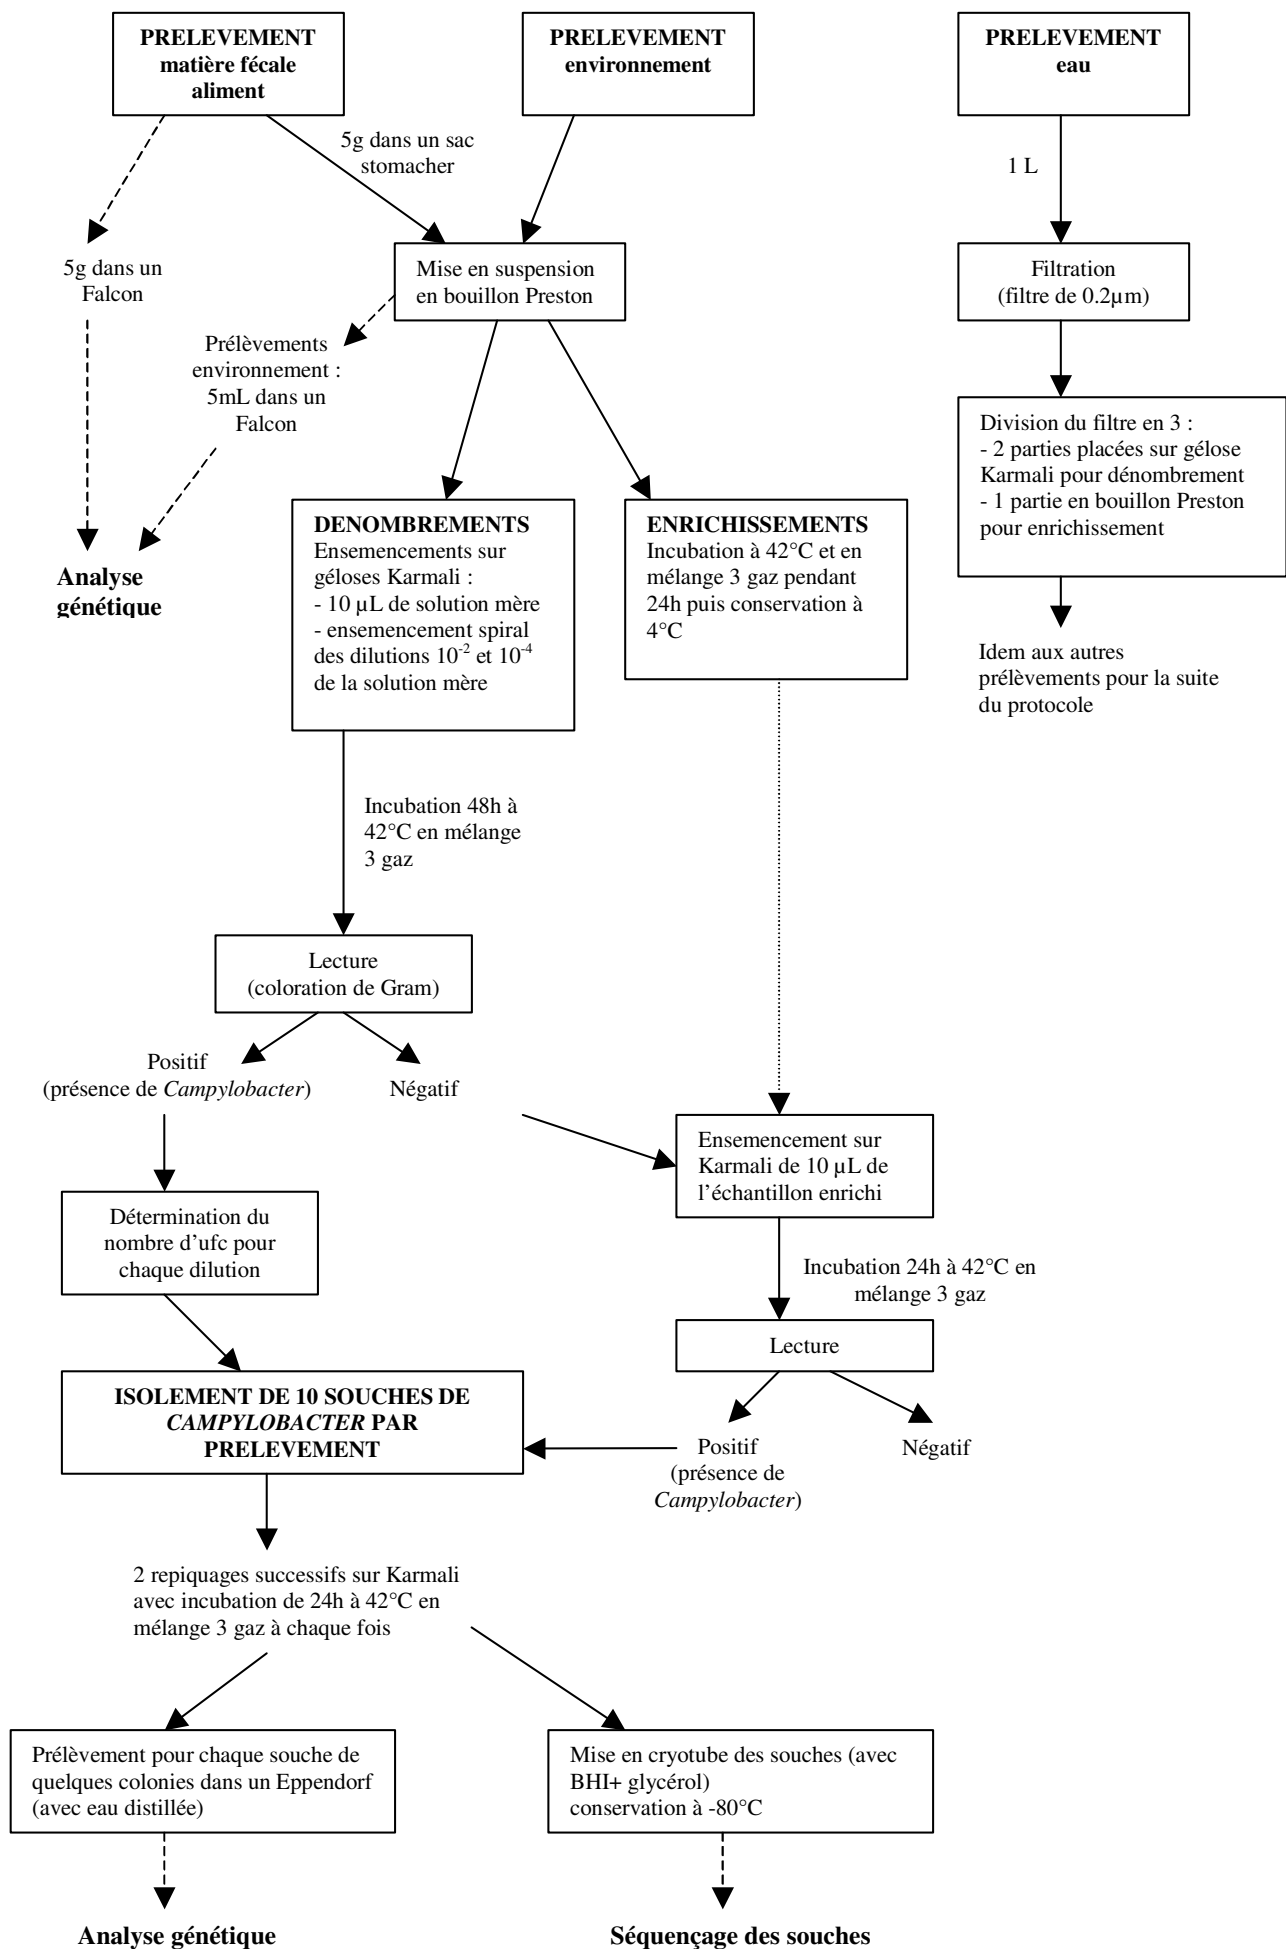 PRELEVEMENT
matière fécale
aliment
PRELEVEMENT
environnement
PRELEVEMENT
eau
5g dans un sac
stomacher
1 L
5g dans un
Falcon
Mise en suspension
en bouillon Preston
Filtration
(filtre de 0.2µm)
Prélèvements
environnement :
5mL dans un
Falcon
Division du filtre en 3 :
- 2 parties placées sur gélose
Karmali pour dénombrement
- 1 partie en bouillon Preston
pour enrichissement
Analyse
génétique
DENOMBREMENTS
Ensemencements sur
géloses Karmali :
- 10 µL de solution mère
- ensemencement spiral
des dilutions 10-2 et 10-4
de la solution mère
ENRICHISSEMENTS
Incubation à 42°C et en
mélange 3 gaz pendant
24h puis conservation à
4°C
Idem aux autres
prélèvements pour la suite
du protocole
Incubation 48h à
42°C en mélange
3 gaz
Lecture
(coloration de Gram)
Positif
(présence de Campylobacter)
Négatif
Ensemencement sur
Karmali de 10 µL de
l'échantillon enrichi
Détermination du
nombre d'ufc pour
chaque dilution
Incubation 24h à 42°C en
mélange 3 gaz
Lecture
ISOLEMENT DE 10 SOUCHES DE
CAMPYLOBACTER PAR
PRELEVEMENT
Positif
(présence de
Campylobacter)
Négatif
2 repiquages successifs sur Karmali
avec incubation de 24h à 42°C en
mélange 3 gaz à chaque fois
Prélèvement pour chaque souche de
quelques colonies dans un Eppendorf
(avec eau distillée)
Mise en cryotube des souches (avec
BHI+ glycérol)
conservation à -80°C
Analyse génétique
Séquençage des souches